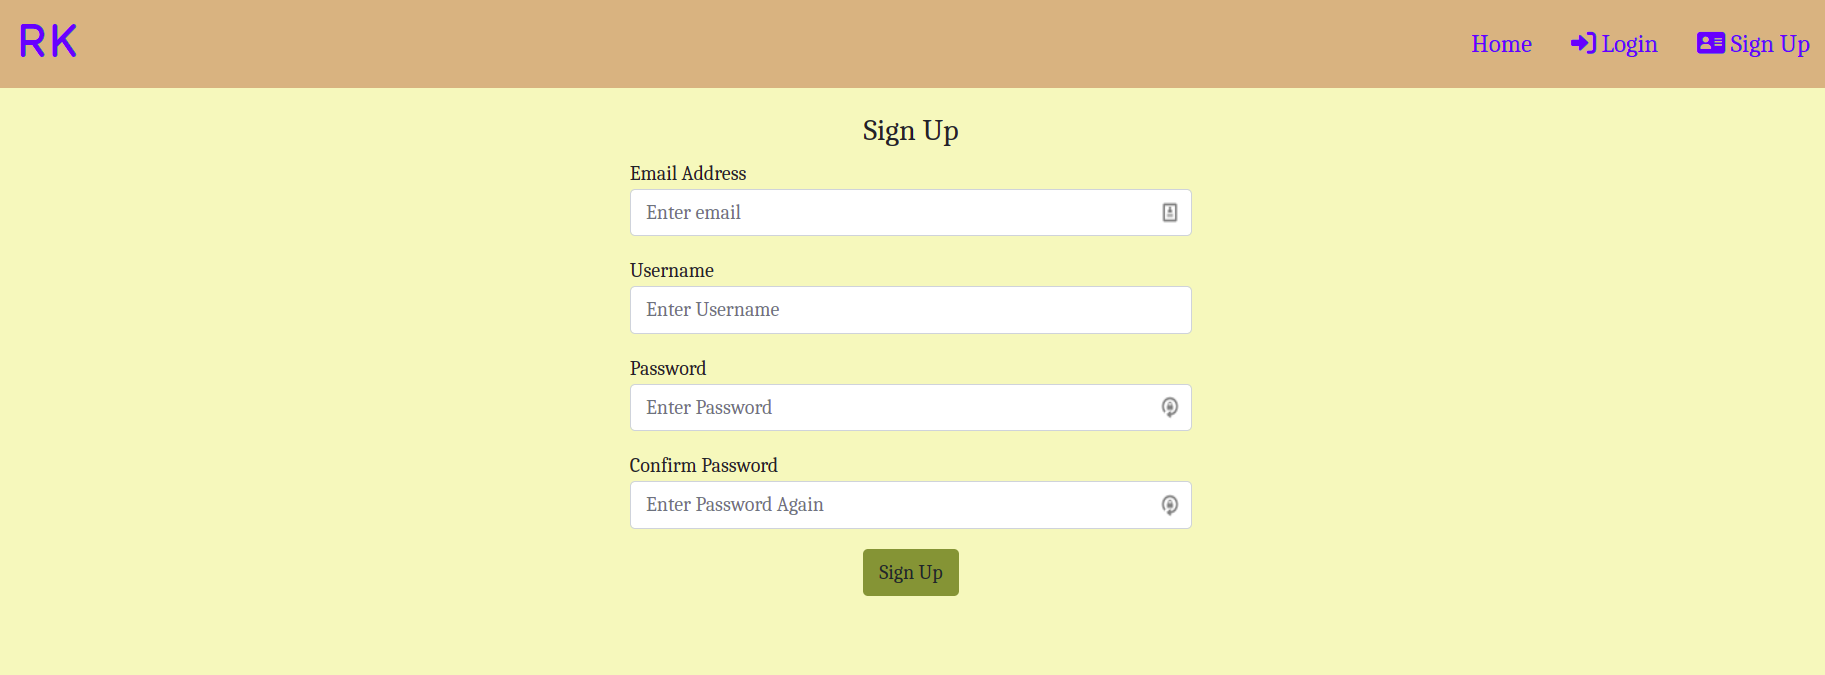 RK
Home Login Sign Up
Sign Up
Email Address
Enter email
Username
Enter Username
Password
Enter Password
Confirm Password
Enter Password Again
Sign Up